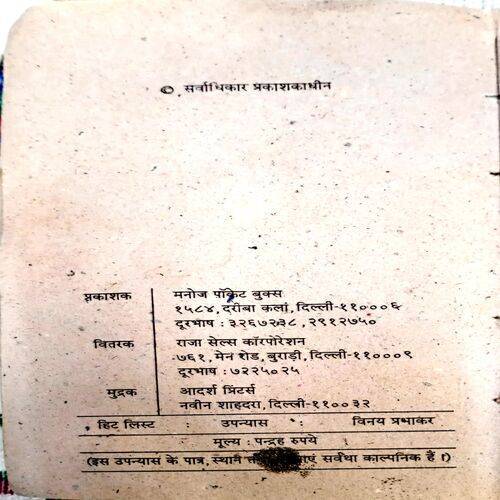 © सर्वाधिकार प्रकाशकाधीन
प्रकाशक मनोज पॉकेट बुक्स
१५८४, दरीबा कलां, दिल्ली-११०००६
दूरभाष : ३२६७२३८, २९१२७५०
वितरक राजा सेल्स कॉरपोरेशन
७६१, मेन रोड, बुराड़ी, दिल्ली-११०००९
दूरभाष : ७२२५०२५
मुद्रक आदर्श प्रिंटर्स
नवीन शाहदरा, दिल्ली-११००३२
हिट लिस्ट : उपन्यास : विनय प्रभाकर
मूल्य : पन्द्रह रुपये
(इस उपन्यास के पात्र, स्थान सर्वथा काल्पनिक हैं।)